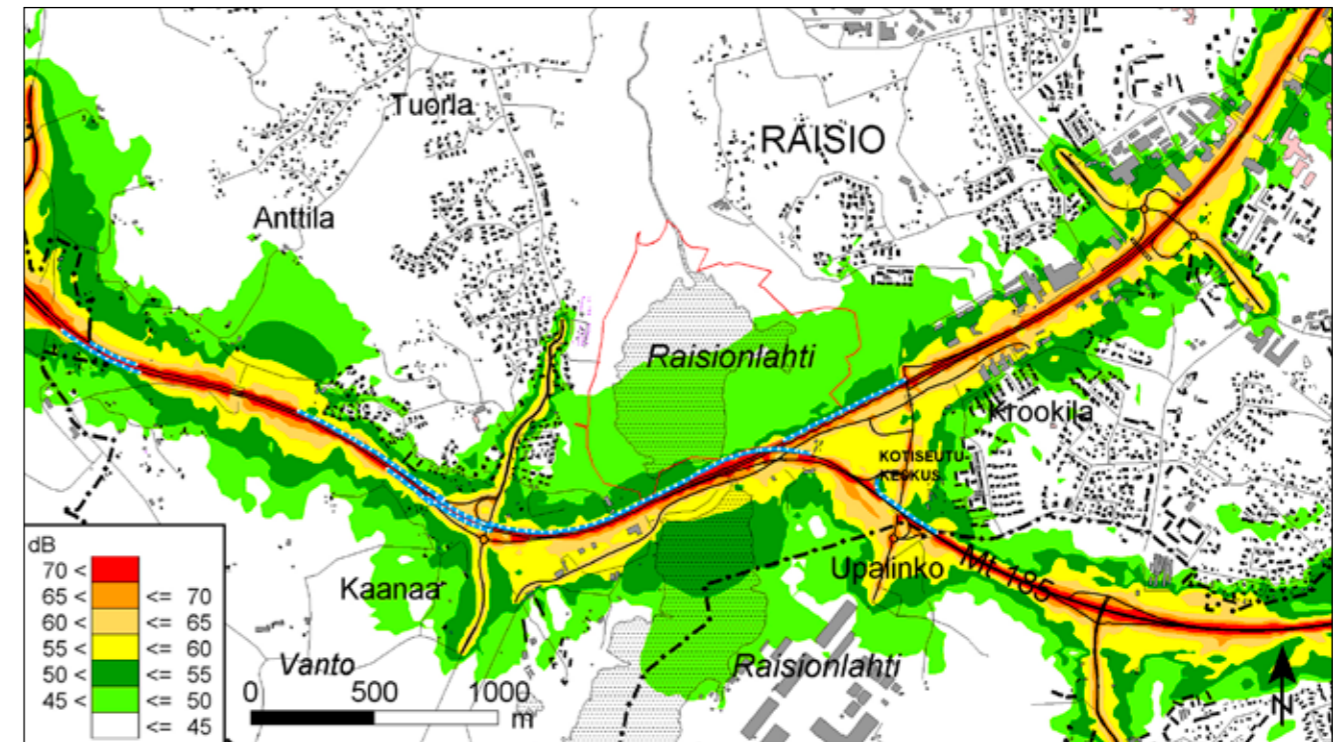 Tuorla
RAISIO
Anttila
Raisionlahti
Krookila
KOTISEUTU-
KESKUS
Kaanaa
Upalinko
Mt 185
Vanto
Raisionlahti
0 500 1000
m
N
dB
70 <
65 < <= 70
60 < <= 65
55 < <= 60
50 < <= 55
45 < <= 50
<= 45